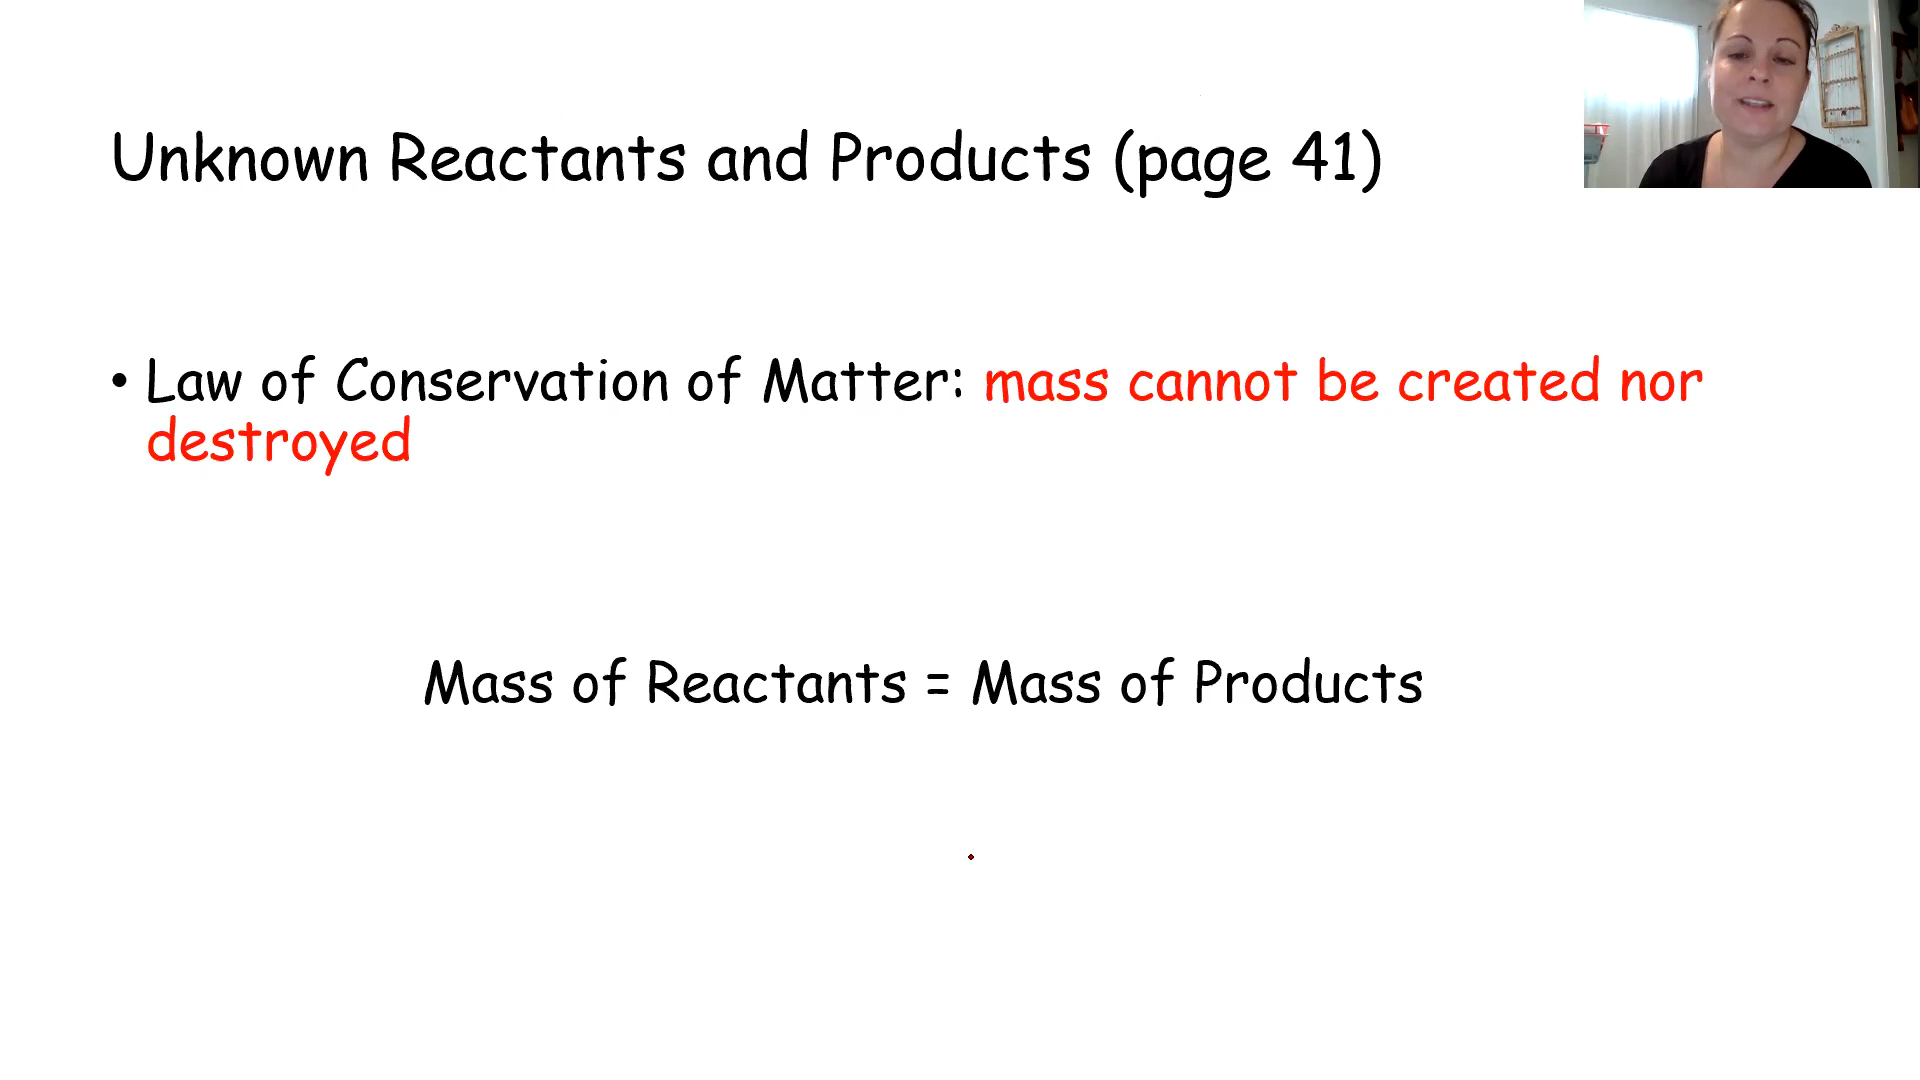 Unknown Reactants and Products (page 41)
• Law of Conservation of Matter: mass cannot be created nor
destroyed
Mass of Reactants = Mass of Products